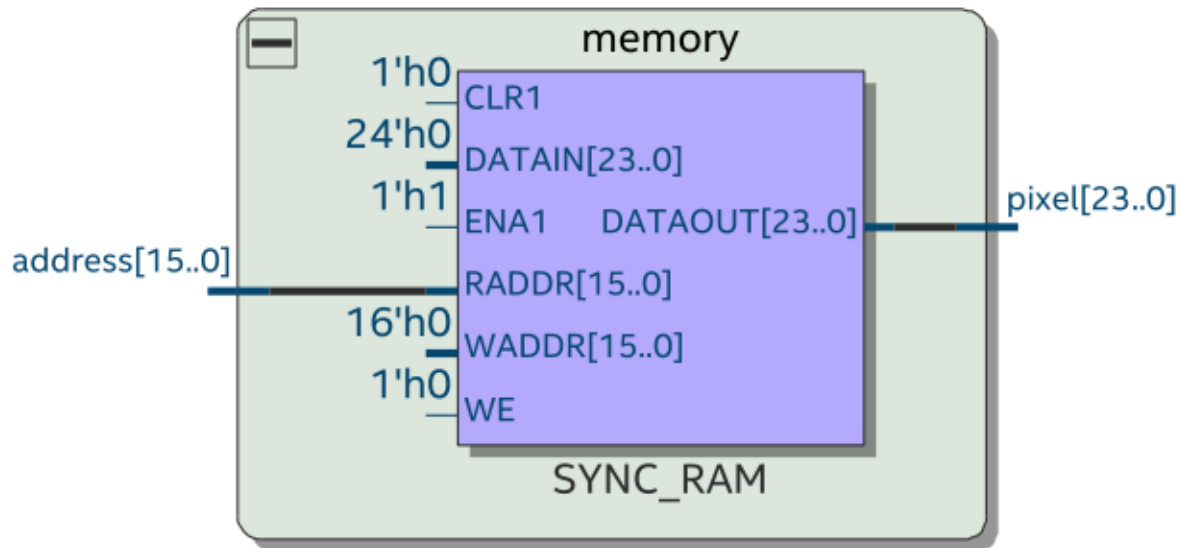 memory
1'h0
CLR1
24'h0
DATAIN[23..0]
1'h1
ENA1
DATAOUT[23..0]
pixel[23..0]
address[15..0]
RADDR[15..0]
16'h0
WADDR[15..0]
1'h0
WE
SYNC_RAM